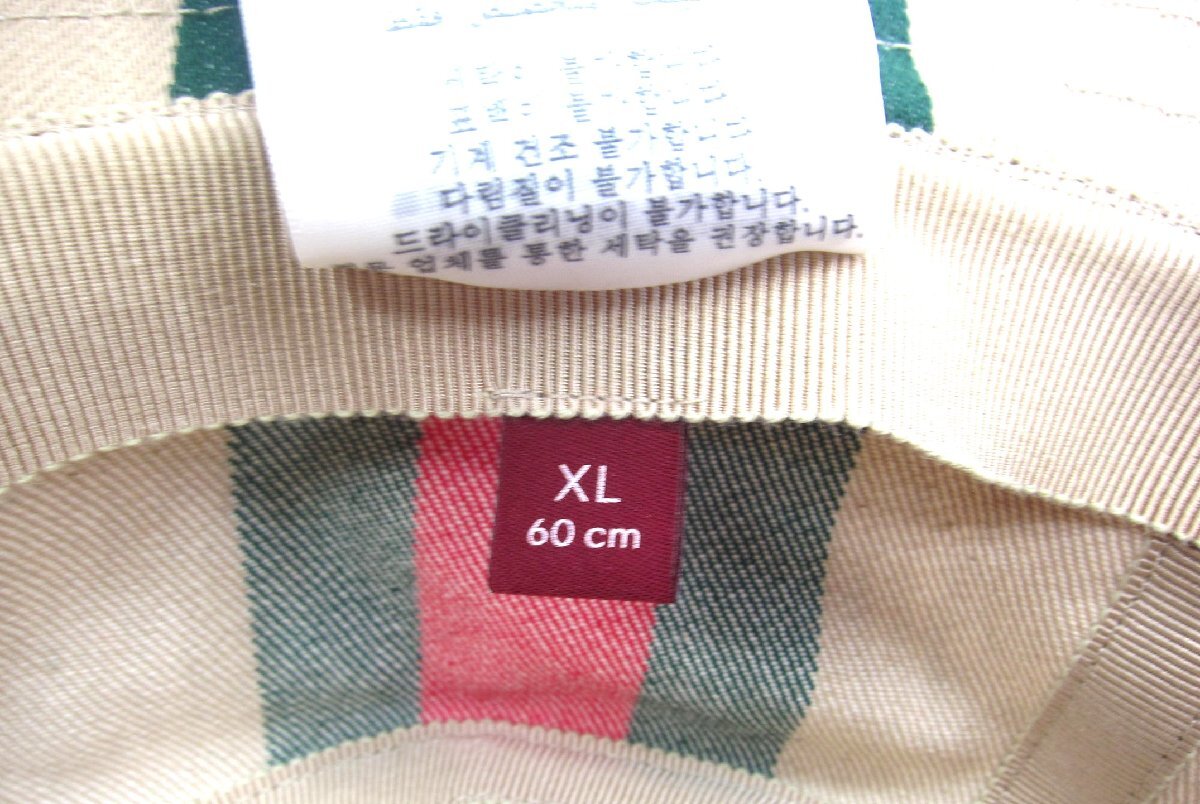 기계 건조 불가합니다
다림질이 불가합니다.
드라이클리닝이 불가합니다.
업체를 통한 세탁을 권장합니다.
XL
60 cm